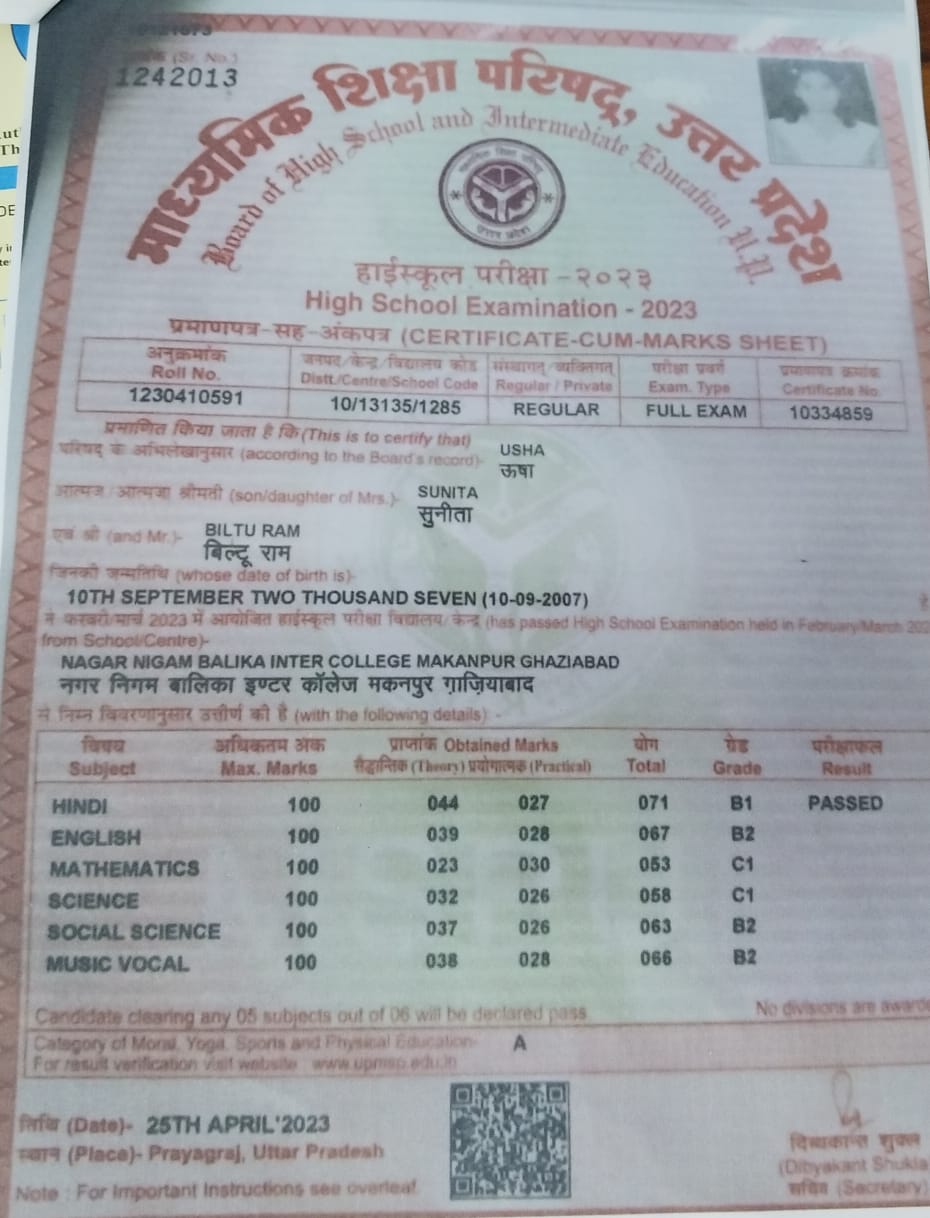 (Sr. No.)
1242013
माध्यमिक शिक्षा परिषद्, उत्तर प्रदेश
Board of High School and Intermediate Education U.P.
हाईस्कूल परीक्षा -२०२३
High School Examination - 2023
प्रमाणपत्र-सह-अंकपत्र (CERTIFICATE-CUM-MARKS SHEET)
अनुक्रमांक जनपद/केन्द्र/विद्यालय कोड संस्थागत्/व्यक्तिगत् परीक्षा प्रवर्ग प्रमाणपत्र क्रमांक
Roll No. Distt./Centre/School Code Regular / Private Exam. Type Certificate No.
1230410591 10/13135/1285 REGULAR FULL EXAM 10334859
प्रमाणित किया जाता है कि (This is to certify that)
परिषद् के अभिलेखानुसार (according to the Board's record)- USHA
ऊषा
आत्मज/आत्मजा श्रीमती (son/daughter of Mrs.)- SUNITA
सुनीता
एवं श्री (and Mr.)- BILTU RAM
बिल्टू राम
जिनकी जन्मतिथि (whose date of birth is)-
10TH SEPTEMBER TWO THOUSAND SEVEN (10-09-2007)
ने फरवरी/मार्च 2023 में आयोजित हाईस्कूल परीक्षा विद्यालय/केन्द्र (has passed High School Examination held in February/March 202
from School/Centre)-
NAGAR NIGAM BALIKA INTER COLLEGE MAKANPUR GHAZIABAD
नगर निगम बालिका इण्टर कॉलेज मकनपुर ग़ाज़ियाबाद
से निम्न विवरणानुसार उत्तीर्ण की है (with the following details) -
विषय अधिकतम अंक प्राप्तांक Obtained Marks योग ग्रेड परीक्षाफल
Subject Max. Marks सैद्धान्तिक (Theory) प्रयोगात्मक (Practical) Total Grade Result
HINDI 100 044 027 071 B1 PASSED
ENGLISH 100 039 028 067 B2
MATHEMATICS 100 023 030 053 C1
SCIENCE 100 032 026 058 C1
SOCIAL SCIENCE 100 037 026 063 B2
MUSIC VOCAL 100 038 028 066 B2
Candidate clearing any 05 subjects out of 06 will be declared pass. No divisions are awarde
Category of Moral, Yoga, Sports and Physical Education- A
For result verification visit website : www.upmsp.edu.in
तिथि (Date)- 25TH APRIL'2023
स्थान (Place)- Prayagraj, Uttar Pradesh
Note : For Important Instructions see overleaf.
दिव्यकान्त शुक्ल
(Dibyakant Shukla
सचिव (Secretary)